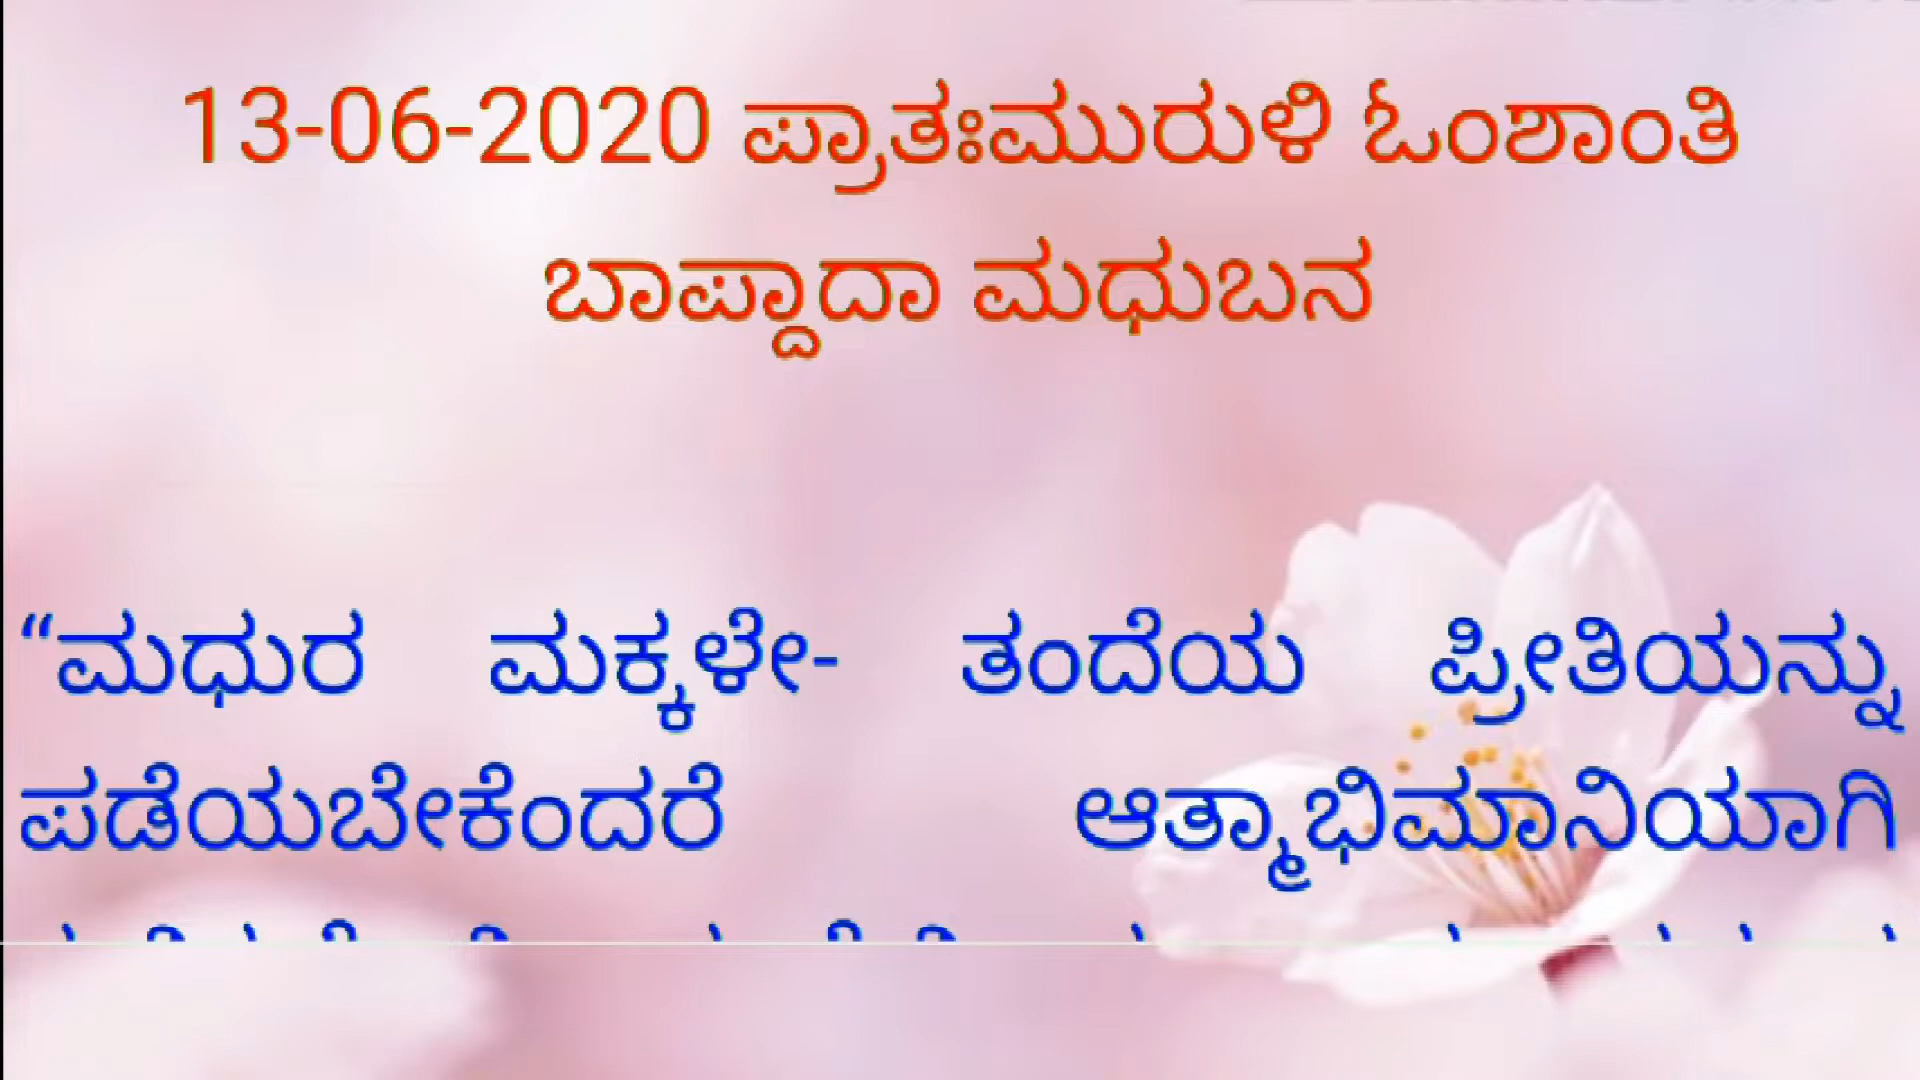 13-06-2020 ಪ್ರಾತಃಮುರುಳಿ ಓಂಶಾಂತಿ
ಬಾಪ್ದಾದಾ ಮಧುಬನ
“ಮಧುರ ಮಕ್ಕಳೇ- ತಂದೆಯ ಪ್ರೀತಿಯನ್ನು
ಪಡೆಯಬೇಕೆಂದರೆ ಆತ್ಮಾಭಿಮಾನಿಯಾಗಿ